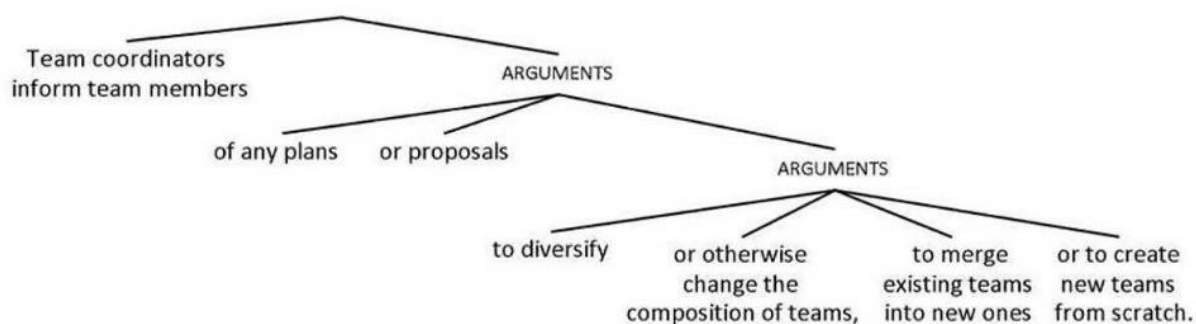 Team coordinators
inform team members
ARGUMENTS
of any plans
or proposals
ARGUMENTS
to diversify
or otherwise
change the
composition of teams,
to merge
existing teams
into new ones
or to create
new teams
from scratch.